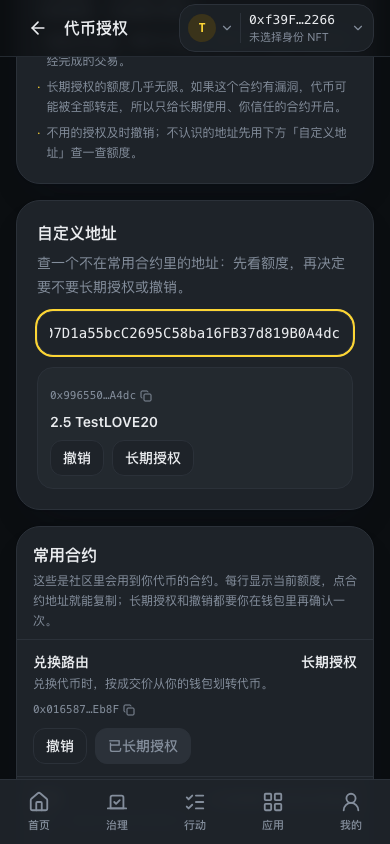 代币授权
T
0xf39F…2266
未选择身份 NFT
经完成的交易。
· 长期授权的额度几乎无限。如果这个合约有漏洞，代币可
能被全部转走，所以只给长期使用、你信任的合约开启。
· 不用的授权及时撤销；不认识的地址先用下方「自定义地
址」查一查额度。
自定义地址
查一个不在常用合约里的地址：先看额度，再决定
要不要长期授权或撤销。
7D1a55bcC2695C58ba16FB37d819B0A4dc
0x996550…A4dc
2.5 TestLOVE20
撤销
长期授权
常用合约
这些是社区里会用到你代币的合约。每行显示当前额度，点合
约地址就能复制；长期授权和撤销都要你在钱包里再确认一
次。
兑换路由
长期授权
兑换代币时，按成交价从你的钱包划转代币。
0x016587…Eb8F
撤销
已长期授权
首页
治理
行动
应用
我的